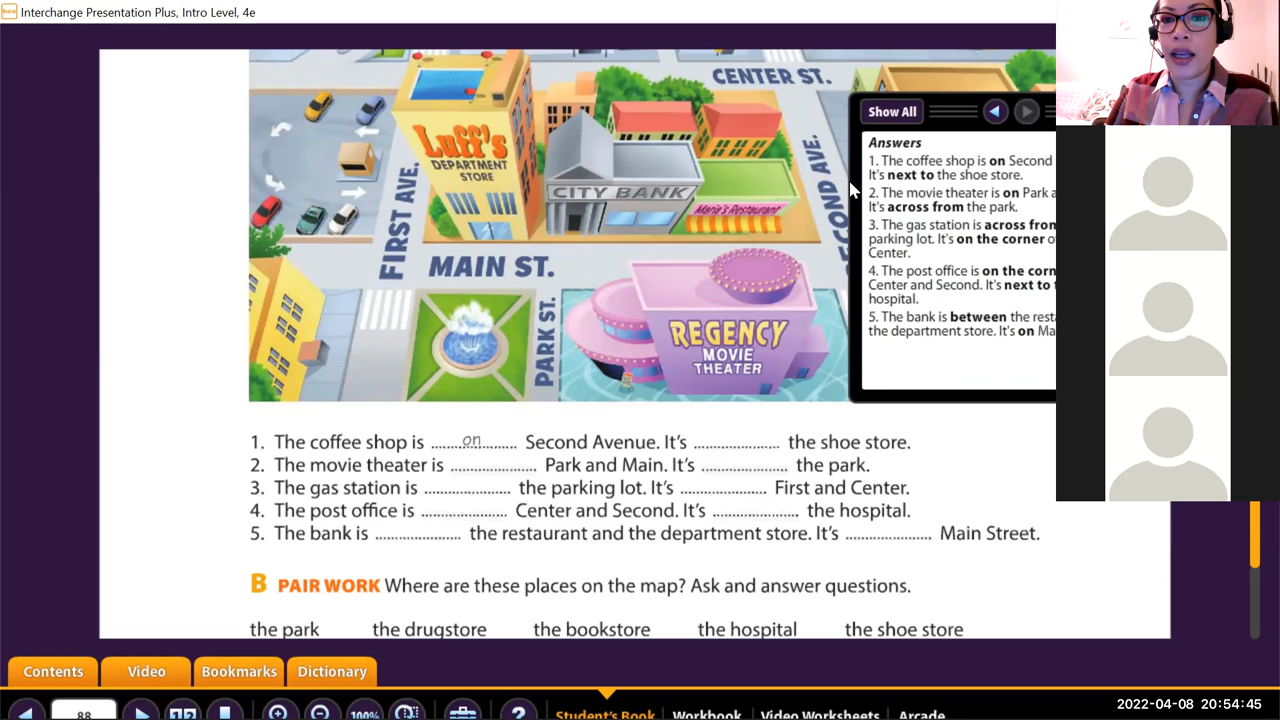 Interchange Presentation Plus, Intro Level, 4e
CENTER ST.
Luff's
DEPARTMENT
STORE
FIRST AVE.
CITY BANK
Maria's Restaurant
SECOND AVE.
MAIN ST.
PARK ST.
REGENCY
MOVIE
THEATER
Show All
Answers
1. The coffee shop is on Second
It's next to the shoe store.
2. The movie theater is on Park
It's across from the park.
3. The gas station is across from
parking lot. It's on the corner
Center.
4. The post office is on the
Center and Second. It's next to
hospital.
5. The bank is between the
the department store. It's on
1. The coffee shop is ........on........ Second Avenue. It's .................... the shoe store.
2. The movie theater is .................... Park and Main. It's .................... the park.
3. The gas station is .................... the parking lot. It's .................... First and Center.
4. The post office is .................... Center and Second. It's .................... the hospital.
5. The bank is .................... the restaurant and the department store. It's .................... Main Street.
B PAIR WORK Where are these places on the map? Ask and answer questions.
the park the drugstore the bookstore the hospital the shoe store
Contents Video Bookmarks Dictionary
88 100% ? Student's Book Workbook Video Worksheets Arcade
2022-04-08 20:54:45